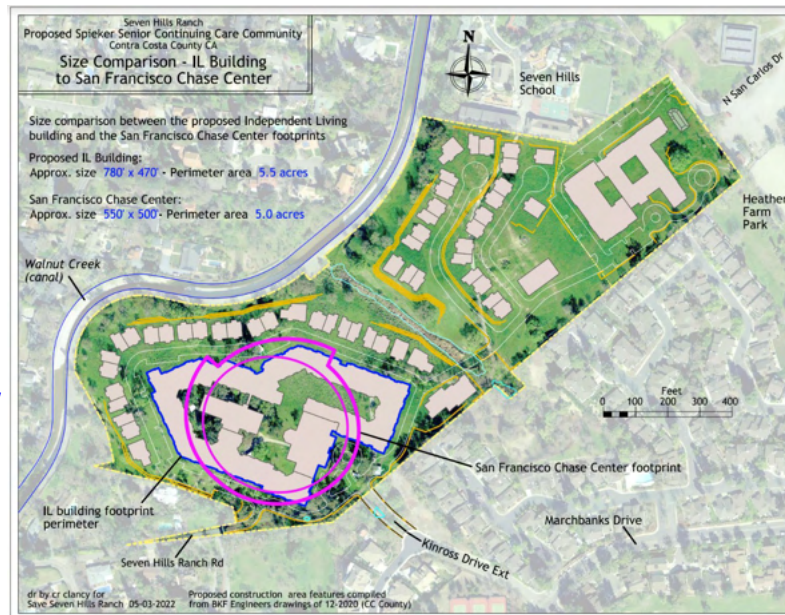 Seven Hills Ranch
Proposed Spieker Senior Continuing Care Community
Contra Costa County CA
Size Comparison - IL Building
to San Francisco Chase Center
Size comparison between the proposed Independent Living
building and the San Francisco Chase Center footprints
Proposed IL Building:
Approx. size 780' x 470' - Perimeter area 5.5 acres
San Francisco Chase Center:
Approx. size 550' x 500'- Perimeter area 5.0 acres
N
Seven Hills
School
N San Carlos Dr
Heather
Farm
Park
Walnut Creek
(canal)
Feet
0 100 200 300 400
San Francisco Chase Center footprint
IL building footprint
perimeter
Marchbanks Drive
Kinross Drive Ext
Seven Hills Ranch Rd
dr by cr clancy for
Save Seven Hills Ranch 05-03-2022
Proposed construction area features compiled
from BKF Engineers drawings of 12-2020 (CC County)